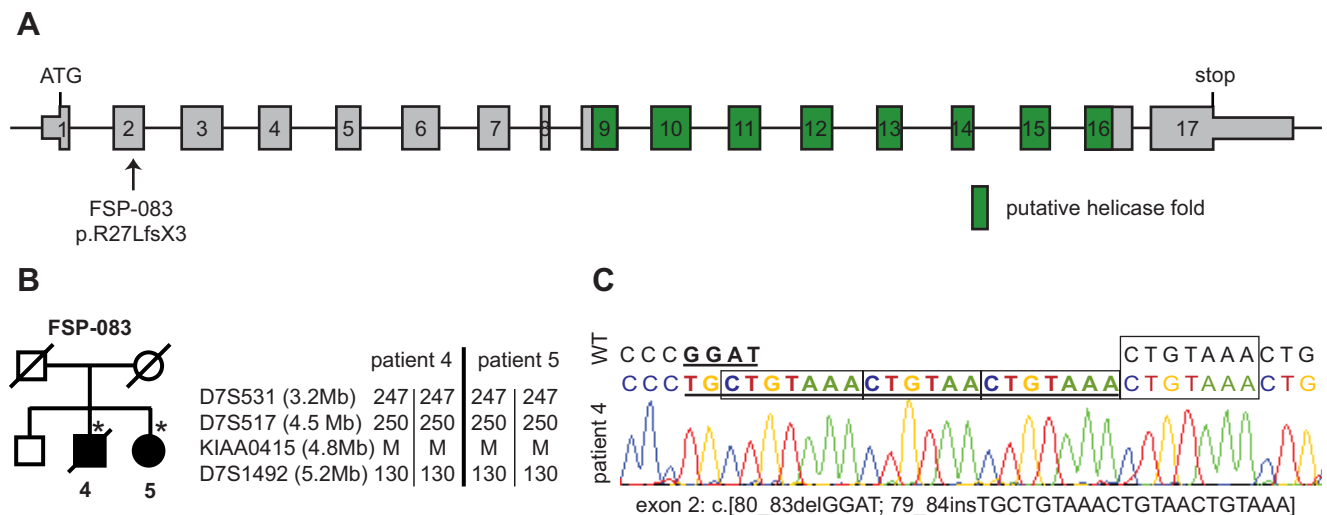 A
ATG
stop
1 2 3 4 5 6 7 8 9 10 11 12 13 14 15 16 17
FSP-083
p.R27LfsX3
putative helicase fold
B
FSP-083
* *
4 5
patient 4 patient 5
D7S531 (3.2Mb) 247 247 247 247
D7S517 (4.5 Mb) 250 250 250 250
KIAA0415 (4.8Mb) M M M M
D7S1492 (5.2Mb) 130 130 130 130
C
WT
CCCGGAT CTGTAAACTG
patient 4
CCCTGCTGTAAACTGTAACTGTAAACTGTAAACTG
exon 2: c.[80_83delGGAT; 79_84insTGCTGTAAACTGTAACTGTAAA]